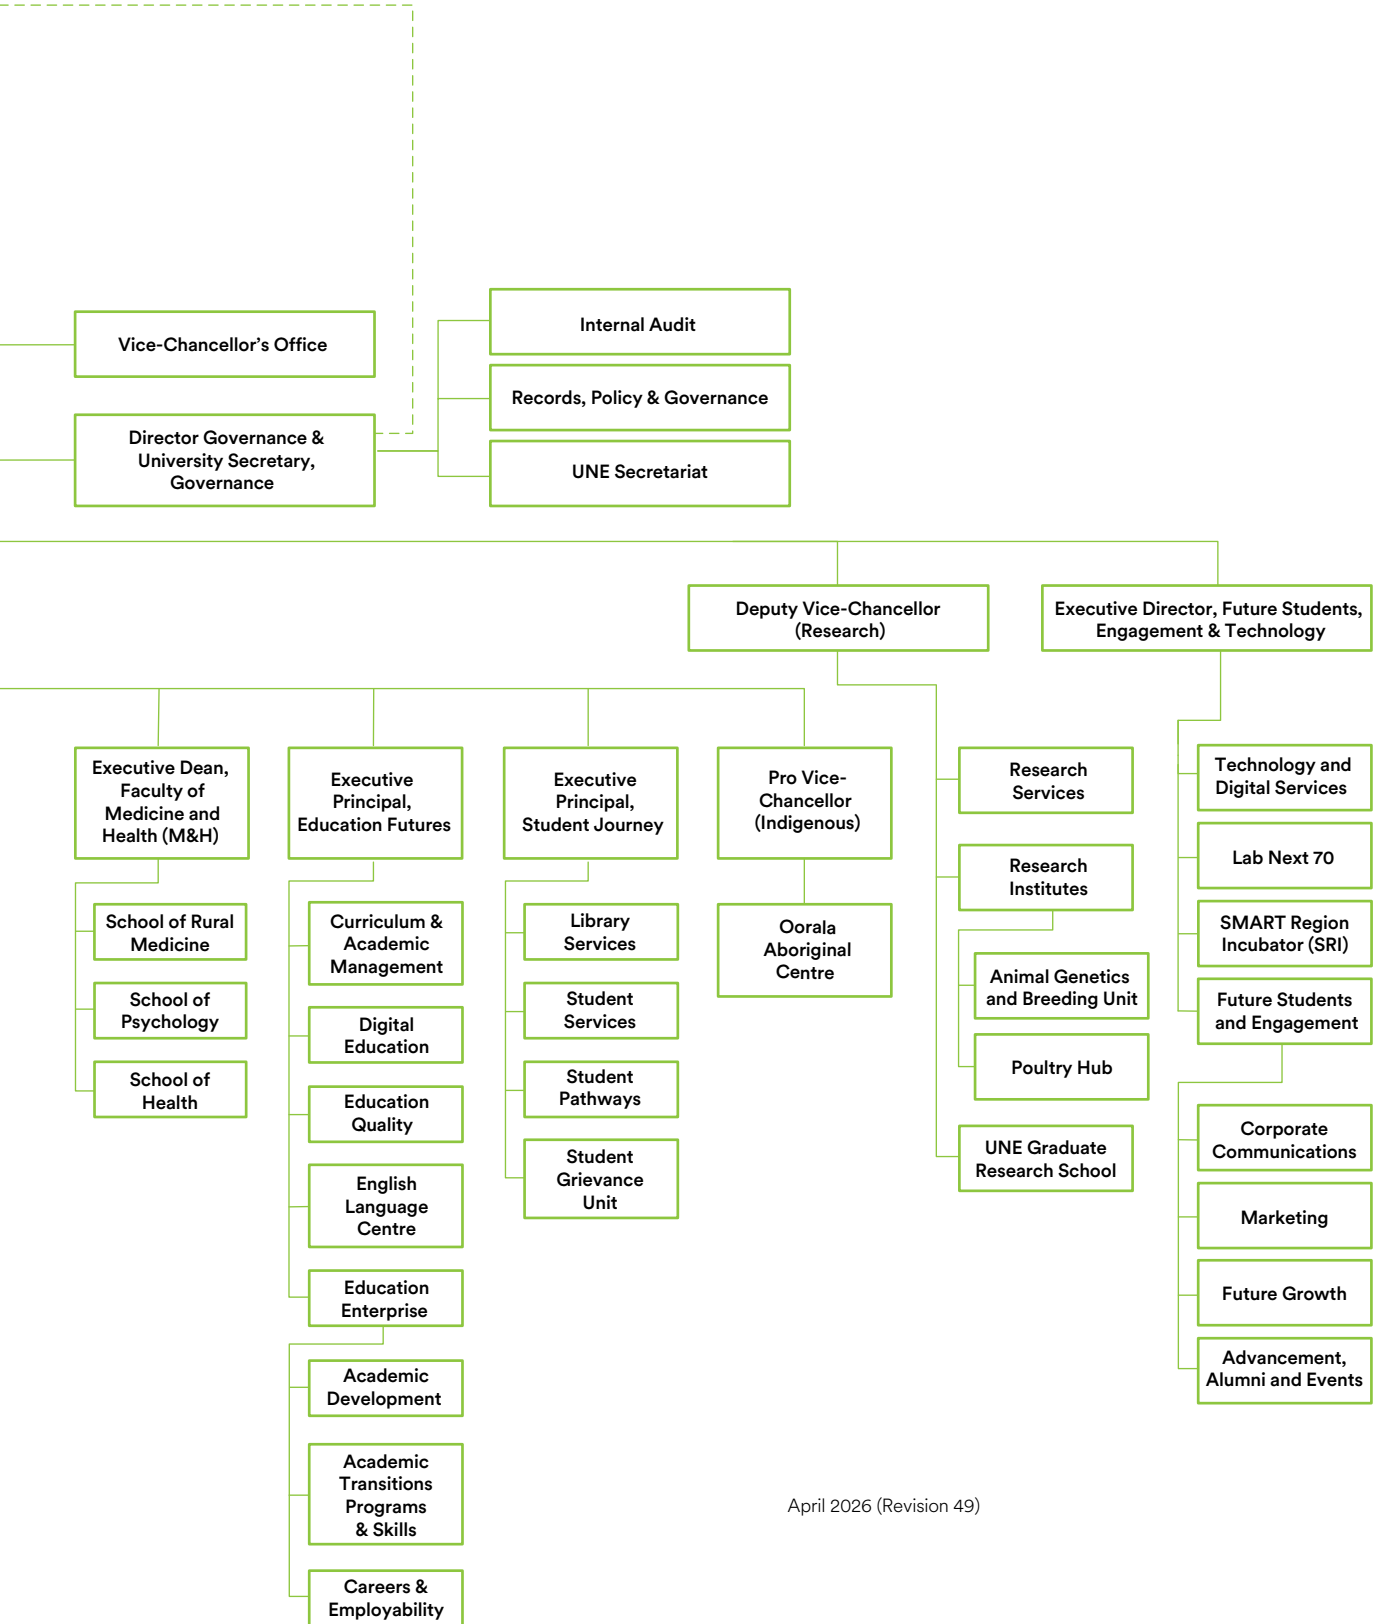 Vice-Chancellor’s Office
Director Governance &
University Secretary,
Governance
Internal Audit
Records, Policy & Governance
UNE Secretariat
Deputy Vice-Chancellor
(Research)
Executive Director, Future Students,
Engagement & Technology
Executive Dean,
Faculty of
Medicine and
Health (M&H)
School of Rural
Medicine
School of
Psychology
School of
Health
Executive
Principal,
Education Futures
Curriculum &
Academic
Management
Digital
Education
Education
Quality
English
Language
Centre
Education
Enterprise
Academic
Development
Academic
Transitions
Programs
& Skills
Careers &
Employability
Executive
Principal,
Student Journey
Library
Services
Student
Services
Student
Pathways
Student
Grievance
Unit
Pro Vice-
Chancellor
(Indigenous)
Oorala
Aboriginal
Centre
Research
Services
Research
Institutes
Animal Genetics
and Breeding Unit
Poultry Hub
UNE Graduate
Research School
Technology and
Digital Services
Lab Next 70
SMART Region
Incubator (SRI)
Future Students
and Engagement
Corporate
Communications
Marketing
Future Growth
Advancement,
Alumni and Events
April 2026 (Revision 49)